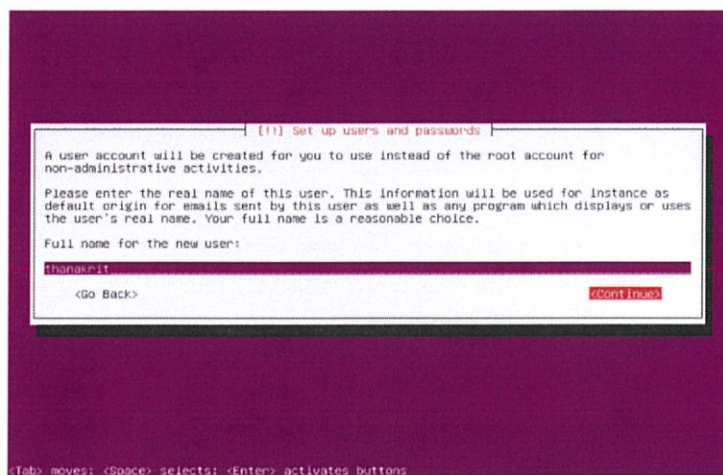 [!!] Set up users and passwords
A user account will be created for you to use instead of the root account for
non-administrative activities.
Please enter the real name of this user. This information will be used for instance as
default origin for emails sent by this user as well as any program which displays or uses
the user's real name. Your full name is a reasonable choice.
Full name for the new user:
thanakrit
<Go Back> <Continue>
<Tab> moves; <Space> selects; <Enter> activates buttons